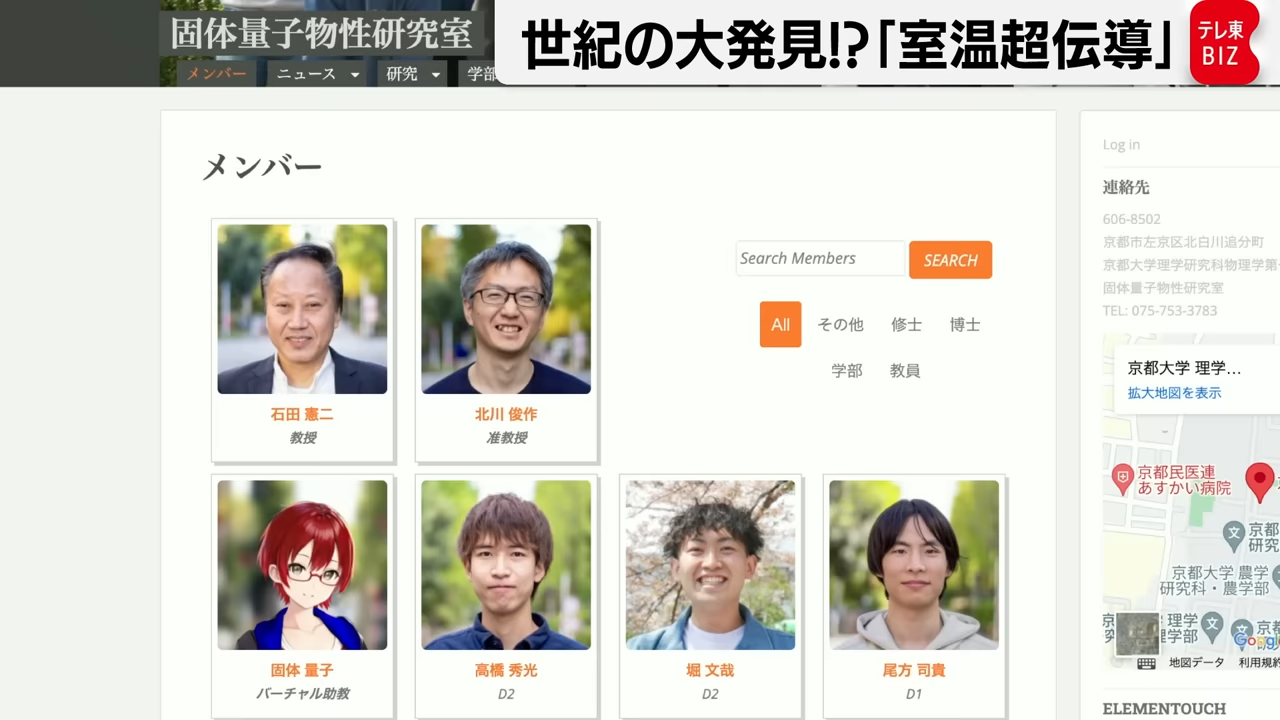 固体量子物性研究室
世紀の大発見!?「室温超伝導」
テレ東
BIZ
メンバー
ニュース
研究
学部
メンバー
Search Members
SEARCH
All
その他
修士
博士
学部
教員
石田 憲二
教授
北川 俊作
准教授
固体 量子
バーチャル助教
高橋 秀光
D2
堀 文哉
D2
尾方 司貴
D1
Log in
連絡先
606-8502
京都市左京区北白川追分町
京都大学理学研究科物理学第一
固体量子物性研究室
TEL: 075-753-3783
京都大学 理学…
拡大地図を表示
京都民医連
あすかい病院
京都
研究
京都大学 農学
研究科・農学部
理学
学部
京都
Google
地図データ
利用規約
ELEMENTOUCH